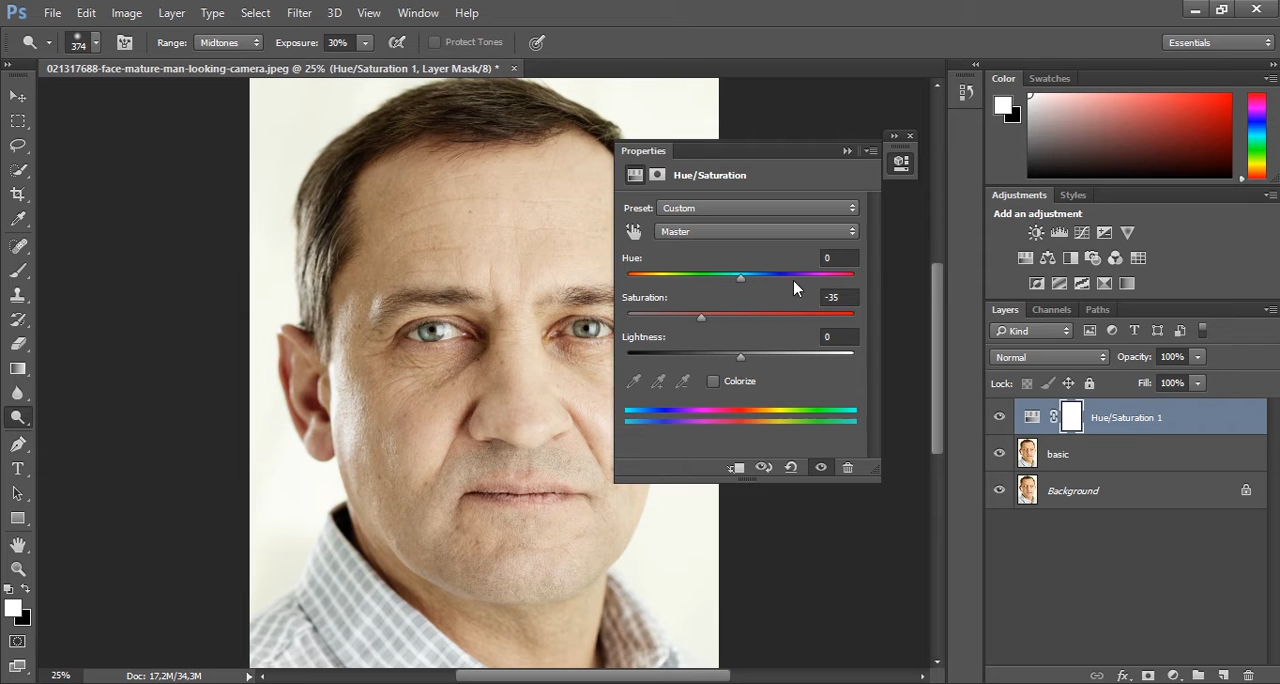 Ps File Edit Image Layer Type Select Filter 3D View Window Help
374 Range: Midtones Exposure: 30% Protect Tones Essentials
021317688-face-mature-man-looking-camera.jpeg @ 25% (Hue/Saturation 1, Layer Mask/8) * ×
Color Swatches
Properties
Hue/Saturation
Preset: Custom
Master
Hue: 0
Saturation: -35
Lightness: 0
Colorize
Adjustments Styles
Add an adjustment
Layers Channels Paths
Kind
Normal Opacity: 100%
Lock: Fill: 100%
Hue/Saturation 1
basic
Background
25% Doc: 17,2M/34,3M